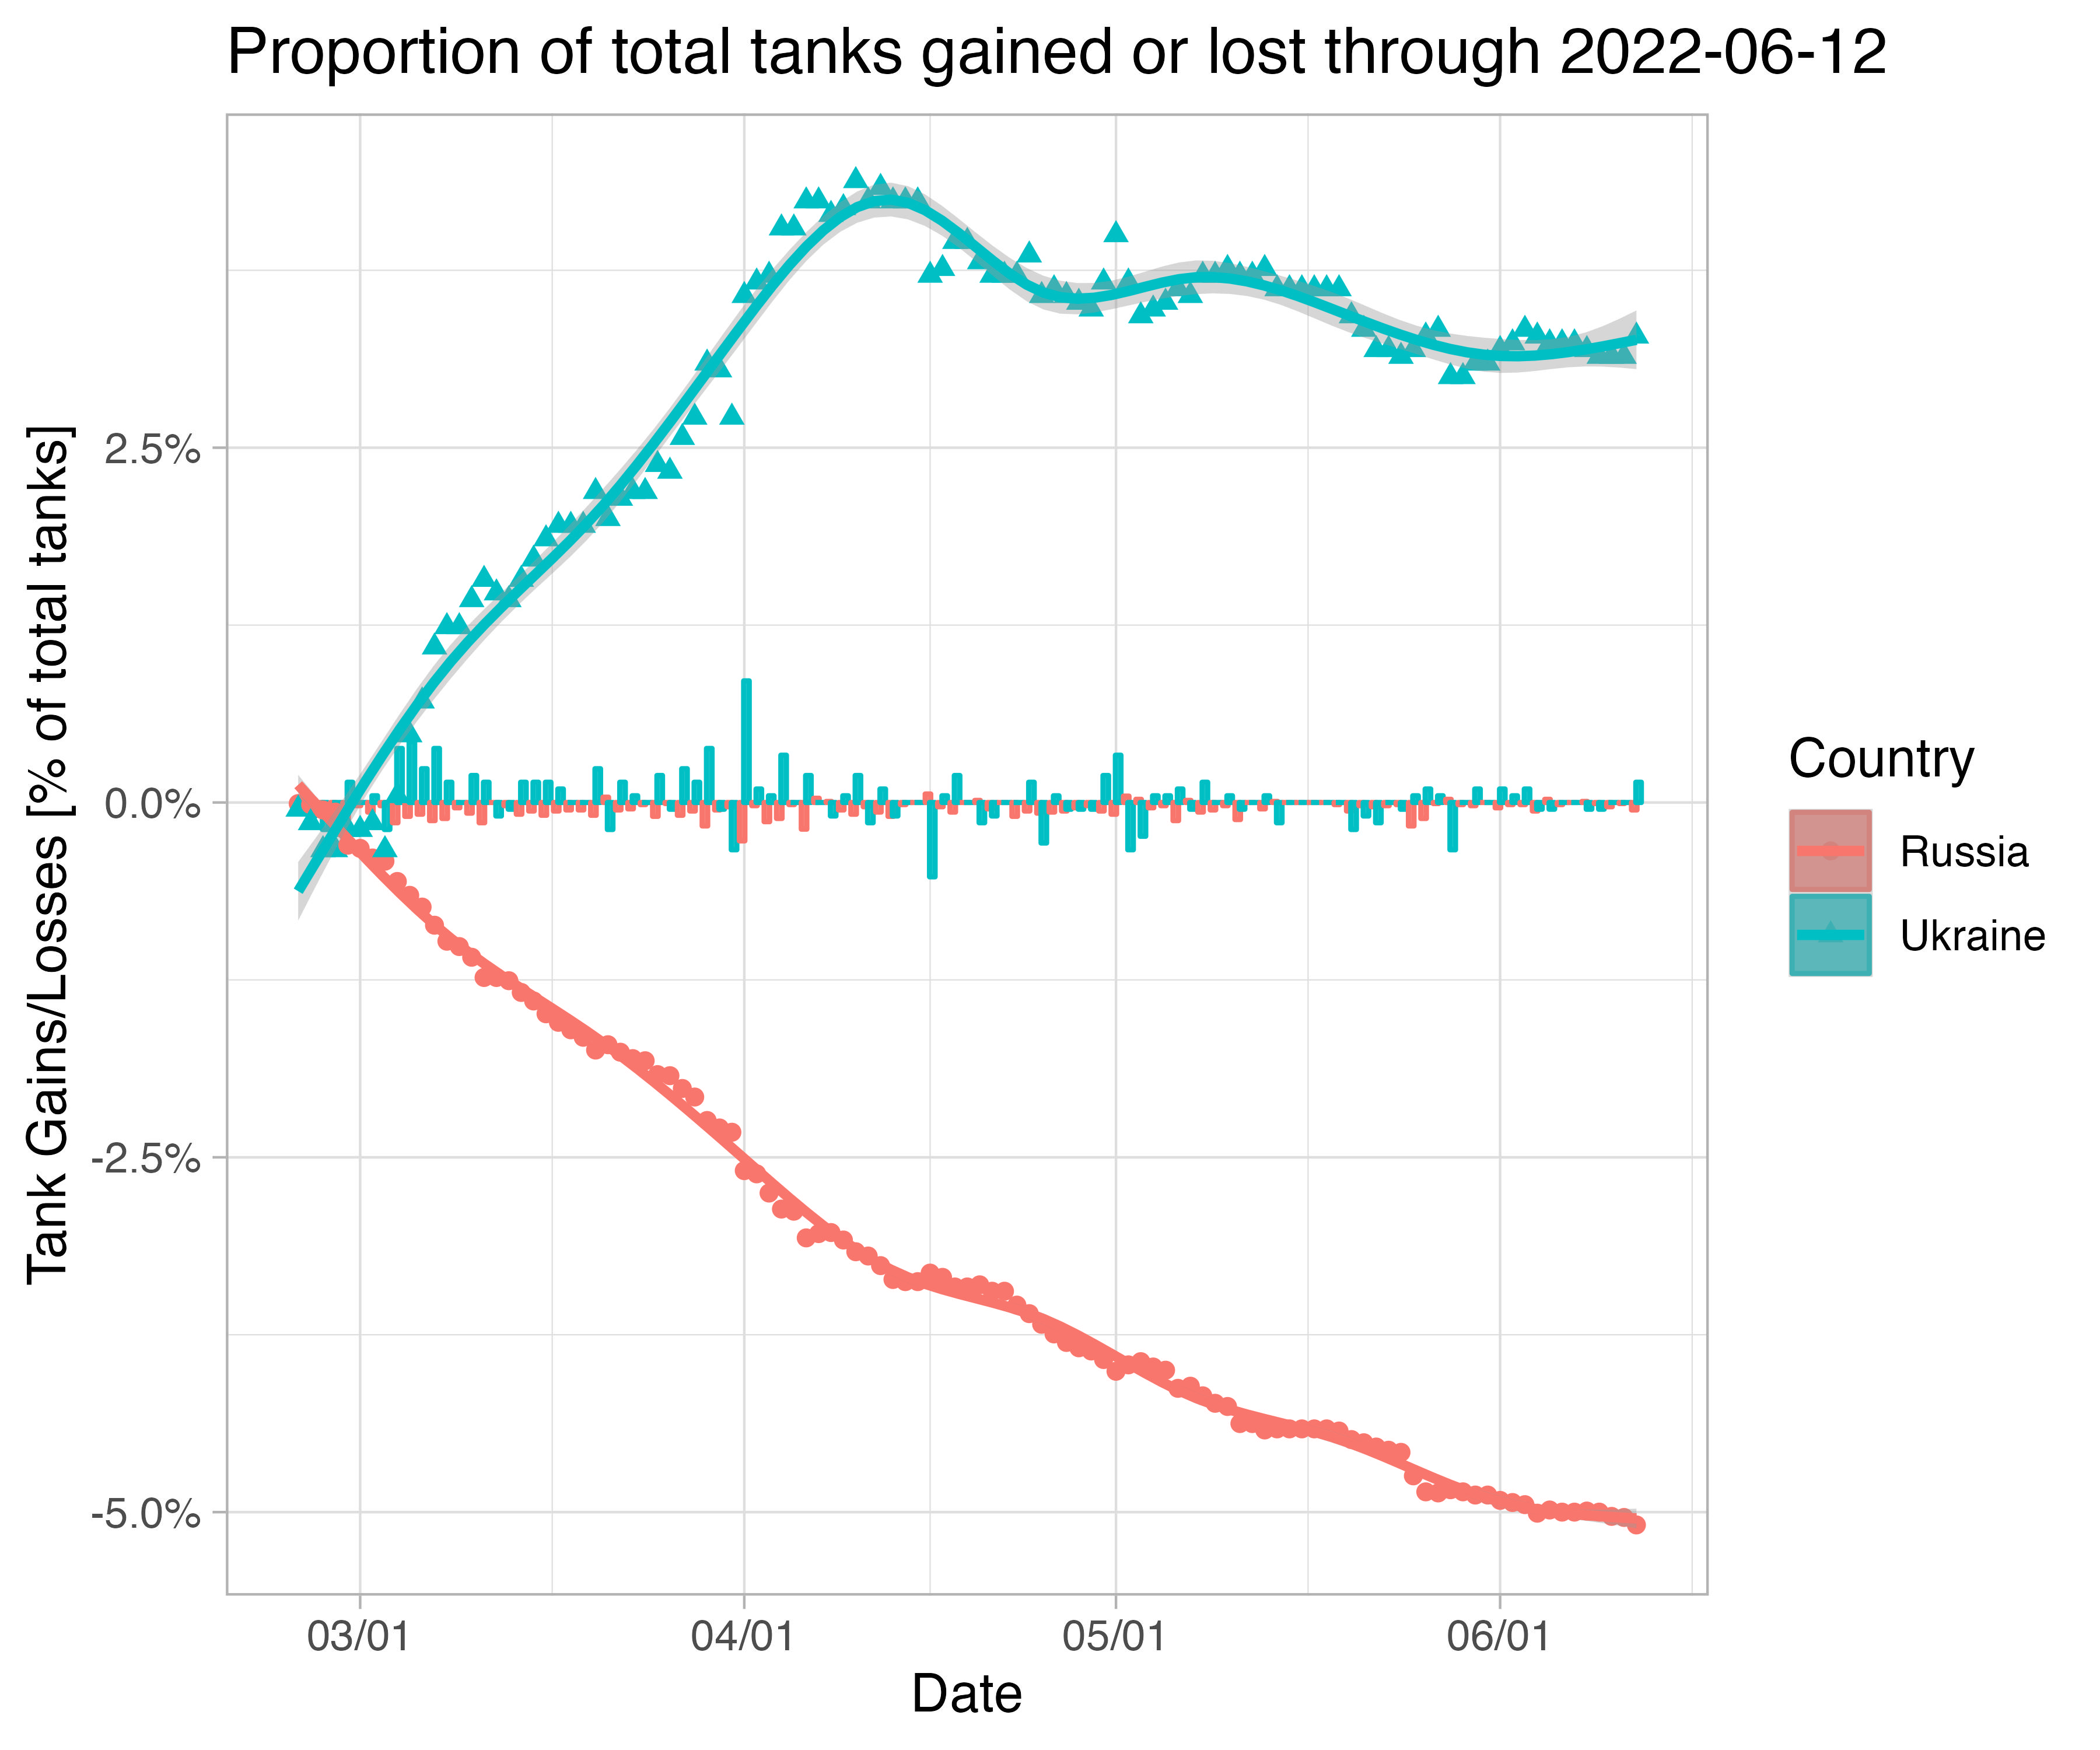 Proportion of total tanks gained or lost through 2022-06-12
Tank Gains/Losses [% of total tanks]
2.5%
0.0%
-2.5%
-5.0%
03/01
04/01
05/01
06/01
Date
Country
Russia
Ukraine